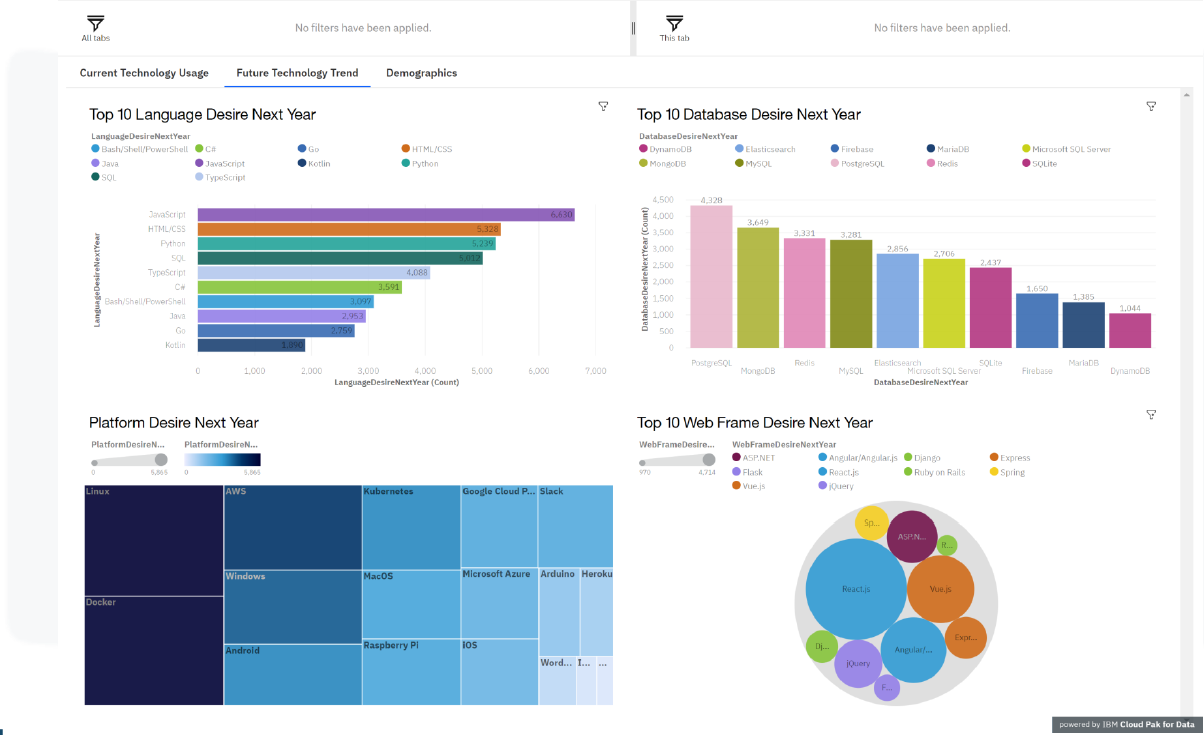 No filters have been applied.
No filters have been applied.
All tabs
This tab
Current Technology Usage
Future Technology Trend
Demographics
Top 10 Language Desire Next Year
LanguageDesireNextYear
Bash/Shell/PowerShell C# Go HTML/CSS
Java JavaScript Kotlin Python
SQL TypeScript
LanguageDesireNextYear
JavaScript 6,630
HTML/CSS 5,328
Python 5,239
SQL 5,012
TypeScript 4,088
C# 3,591
Bash/Shell/PowerShell 3,097
Java 2,953
Go 2,759
Kotlin 1,890
0 1,000 2,000 3,000 4,000 5,000 6,000 7,000
LanguageDesireNextYear (Count)
Top 10 Database Desire Next Year
DatabaseDesireNextYear
DynamoDB Elasticsearch Firebase MariaDB Microsoft SQL Server
MongoDB MySQL PostgreSQL Redis SQLite
DatabaseDesireNextYear (Count)
4,500
4,000
3,500
3,000
2,500
2,000
1,500
1,000
500
0
4,328 3,649 3,331 3,281 2,856 2,706 2,437 1,650 1,385 1,044
PostgreSQL Redis Elasticsearch SQLite MariaDB
MongoDB MySQL Microsoft SQL Server Firebase DynamoDB
DatabaseDesireNextYear
Platform Desire Next Year
PlatformDesireN... PlatformDesireN...
0 5,865 0 5,865
Linux
AWS
Kubernetes
Google Cloud P...
Slack
Windows
MacOS
Microsoft Azure
Arduino
Heroku
Docker
Android
Raspberry Pi
IOS
Word...
I...
...
Top 10 Web Frame Desire Next Year
WebFrameDesire... WebFrameDesireNextYear
970 4,714
ASP.NET Angular/Angular.js Django Express
Flask React.js Ruby on Rails Spring
Vue.js jQuery
Sp...
ASP.N...
R...
React.js
Vue.js
Expr...
Dj...
Angular/...
jQuery
F...
powered by IBM Cloud Pak for Data